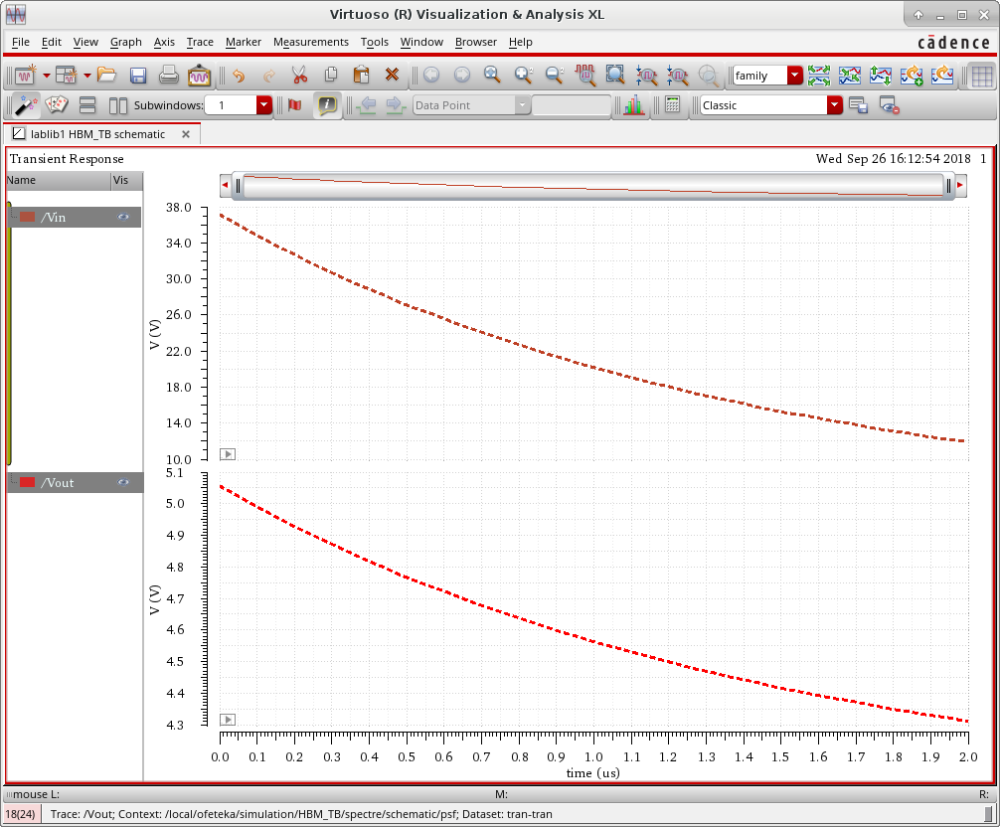 Virtuoso (R) Visualization & Analysis XL
File Edit View Graph Axis Trace Marker Measurements Tools Window Browser Help
cādence
family
Subwindows: 1
Data Point
Classic
lablib1 HBM_TB schematic
Transient Response
Wed Sep 26 16:12:54 2018 1
Name Vis
/Vin
38.0
34.0
30.0
26.0
22.0
18.0
14.0
10.0
V (V)
/Vout
5.1
5.0
4.9
4.8
4.7
4.6
4.5
4.4
4.3
V (V)
0.0 0.1 0.2 0.3 0.4 0.5 0.6 0.7 0.8 0.9 1.0 1.1 1.2 1.3 1.4 1.5 1.6 1.7 1.8 1.9 2.0
time (us)
mouse L: M: R:
18(24) Trace: /Vout; Context: /local/ofeteka/simulation/HBM_TB/spectre/schematic/psf; Dataset: tran-tran